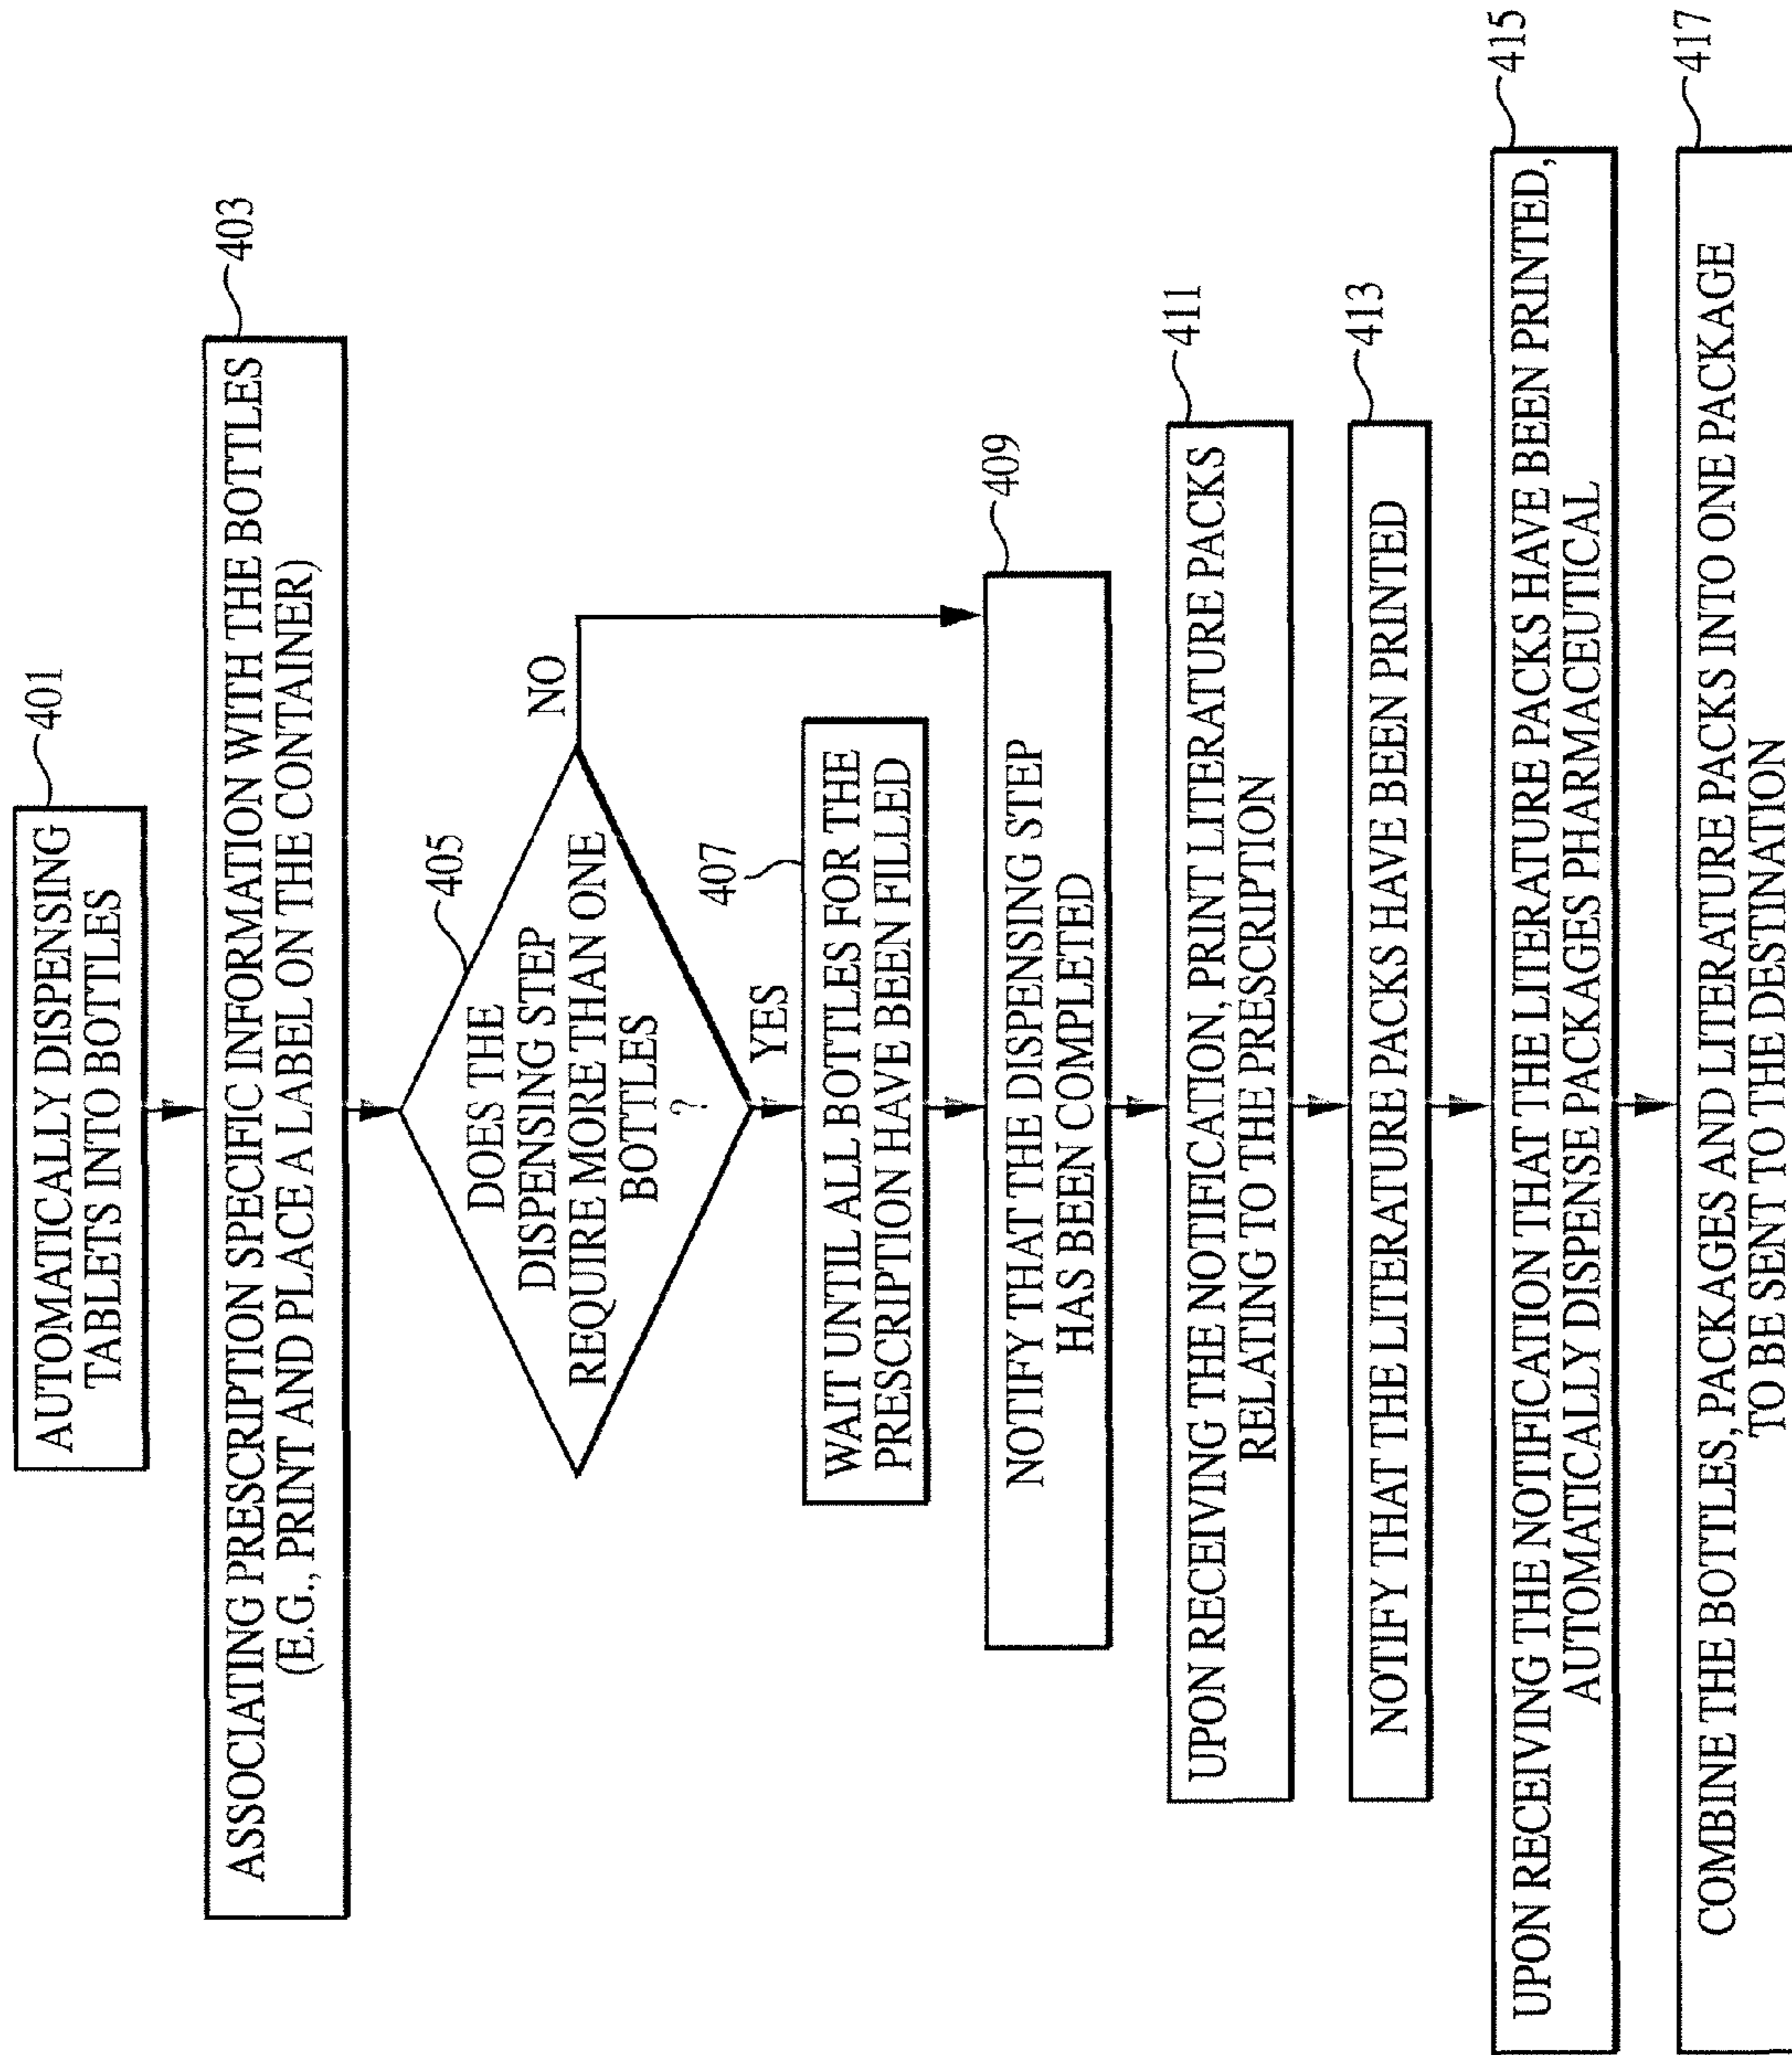 401
AUTOMATICALLY DISPENSING
TABLETS INTO BOTTLES
403
ASSOCIATING PRESCRIPTION SPECIFIC INFORMATION WITH THE BOTTLES
(E.G., PRINT AND PLACE A LABEL ON THE CONTAINER)
405
DOES THE
DISPENSING STEP
REQUIRE MORE THAN ONE
BOTTLES
?
NO
YES
407
WAIT UNTIL ALL BOTTLES FOR THE
PRESCRIPTION HAVE BEEN FILLED
409
NOTIFY THAT THE DISPENSING STEP
HAS BEEN COMPLETED
411
UPON RECEIVING THE NOTIFICATION, PRINT LITERATURE PACKS
RELATING TO THE PRESCRIPTION
413
NOTIFY THAT THE LITERATURE PACKS HAVE BEEN PRINTED
415
UPON RECEIVING THE NOTIFICATION THAT THE LITERATURE PACKS HAVE BEEN PRINTED,
AUTOMATICALLY DISPENSE PACKAGES PHARMACEUTICAL
417
COMBINE THE BOTTLES, PACKAGES AND LITERATURE PACKS INTO ONE PACKAGE
TO BE SENT TO THE DESTINATION